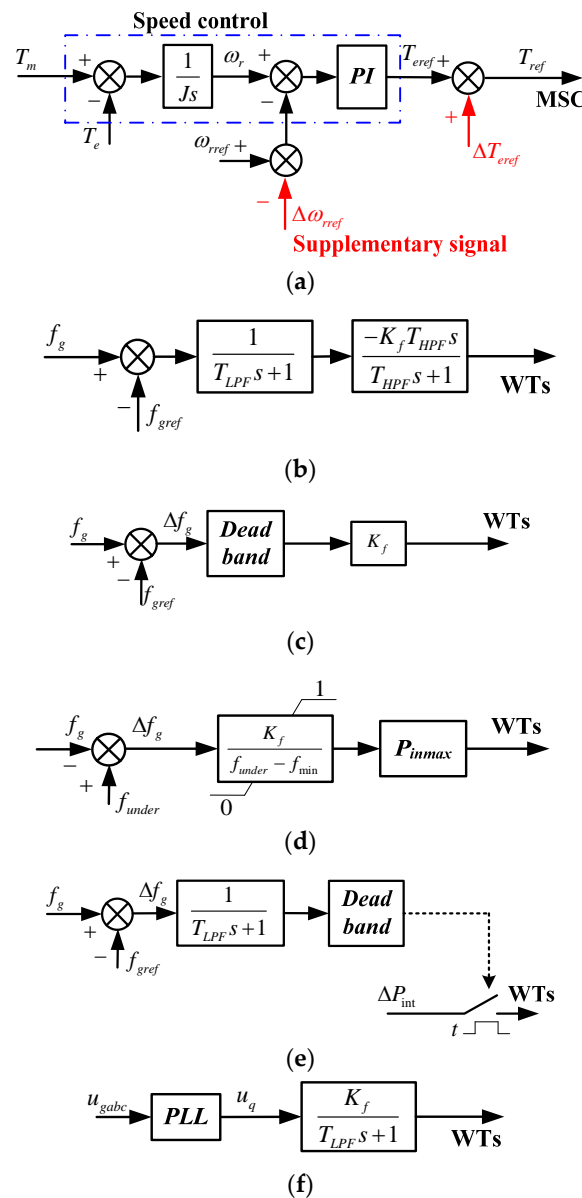 Speed control
T_m + − T_e
1/Js
ω_r + −
PI
T_eref + T_ref
MSC
+ ΔT_eref
ω_rref +
− Δω_rref
Supplementary signal
(a)
f_g + − f_gref
1/(T_LPF s + 1)
−K_f T_HPF s/(T_HPF s + 1)
WTs
(b)
f_g + − f_gref
Δf_g
Dead band
K_f
WTs
(c)
f_g − + f_under
Δf_g
K_f/(f_under − f_min)
1
0
P_inmax
WTs
(d)
f_g + − f_gref
Δf_g
1/(T_LPF s + 1)
Dead band
ΔP_int
t
WTs
(e)
u_gabc
PLL
u_q
K_f/(T_LPF s + 1)
WTs
(f)